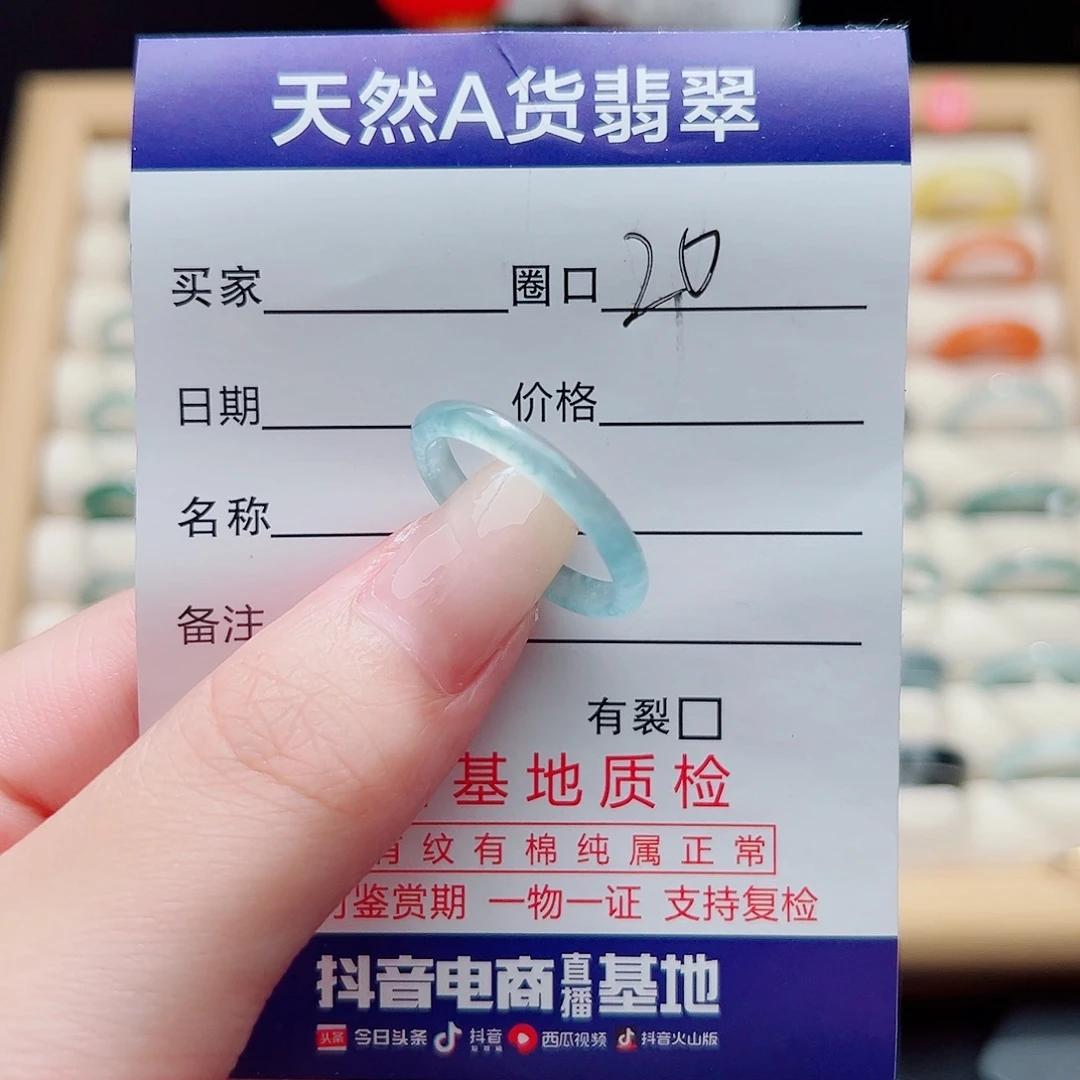 天然A货翡翠
买家 圈口 20
日期 价格
名称
备注
有裂
基地质检
有纹有棉纯属正常
鉴赏期 一物一证 支持复检
抖音电商直播基地
头条 今日头条 抖音 西瓜视频 抖音火山版